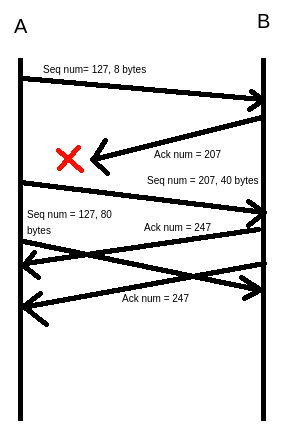 A
B
Seq num= 127, 8 bytes
Ack num = 207
Seq num = 207, 40 bytes
Seq num = 127, 80
bytes
Ack num = 247
Ack num = 247